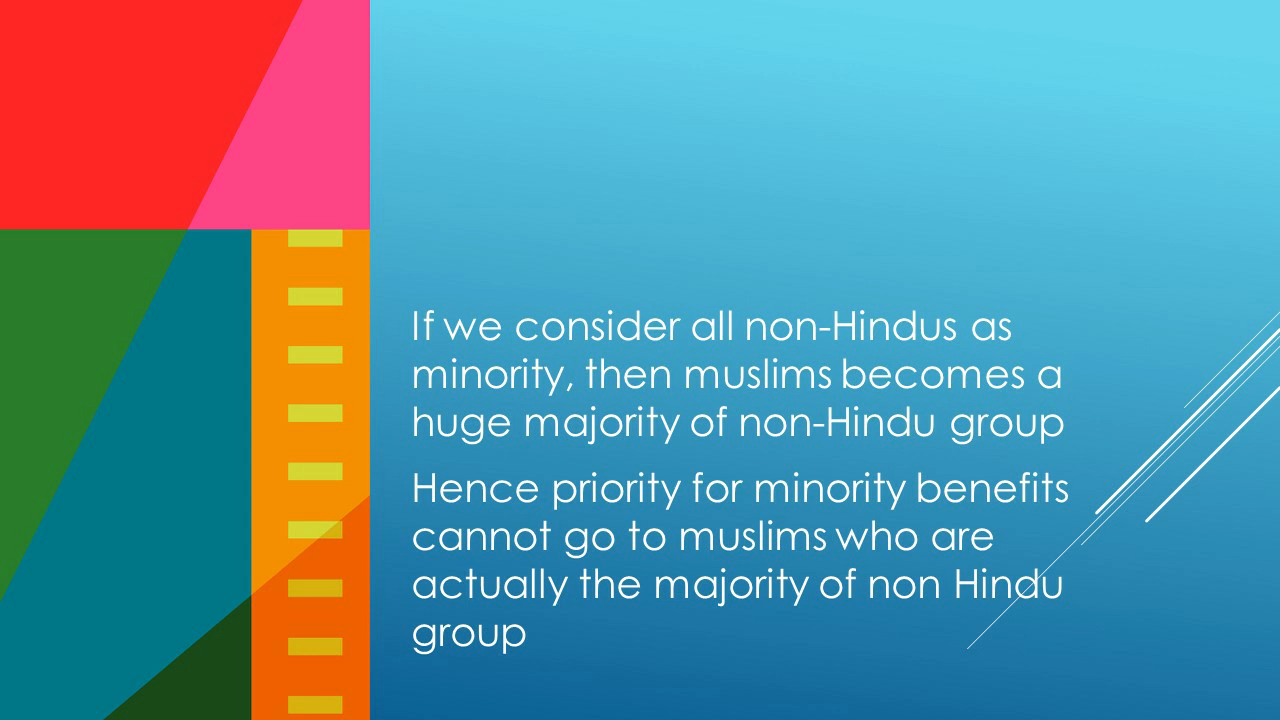 If we consider all non-Hindus as
minority, then muslims becomes a
huge majority of non-Hindu group
Hence priority for minority benefits
cannot go to muslims who are
actually the majority of non Hindu
group